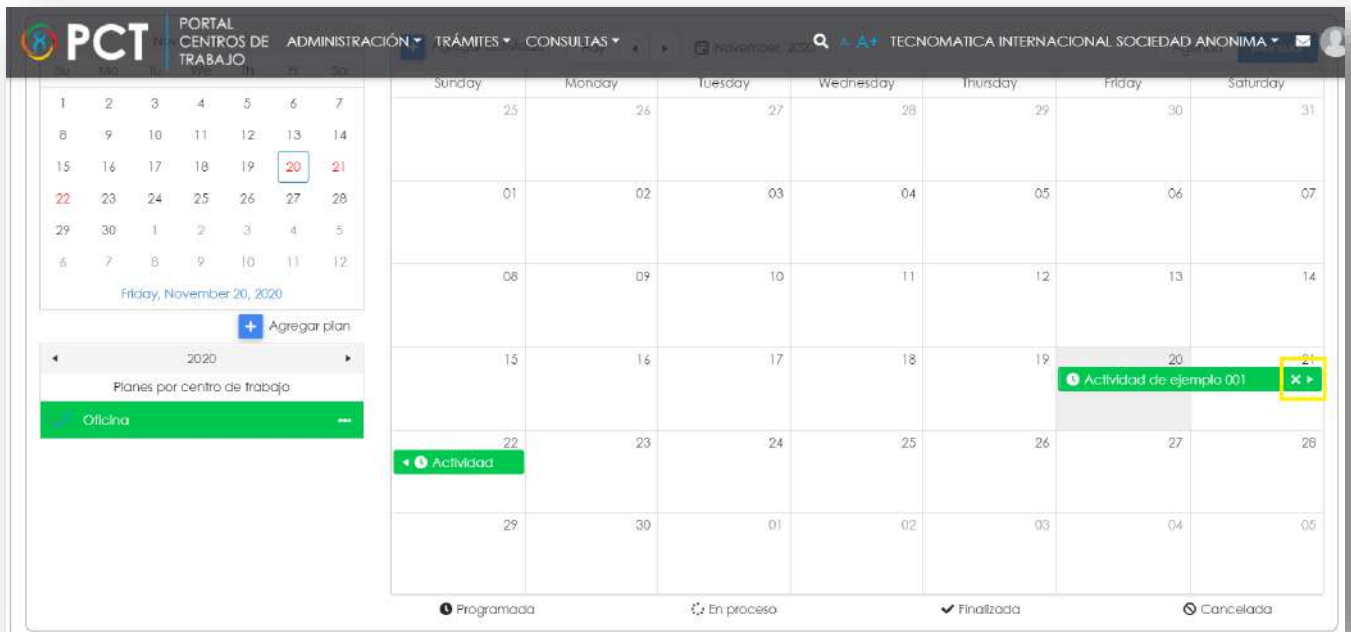 PCT
PORTAL
CENTROS DE
TRABAJO
ADMINISTRACIÓN TRÁMITES CONSULTAS
A- A+ TECNOMATICA INTERNACIONAL SOCIEDAD ANONIMA
1 2 3 4 5 6 7
8 9 10 11 12 13 14
15 16 17 18 19 20 21
22 23 24 25 26 27 28
29 30 1 2 3 4 5
6 7 8 9 10 11 12
Friday, November 20, 2020
+ Agregar plan
2020
Planes por centro de trabajo
Oficina
Sunday Monday Tuesday Wednesday Thursday Friday Saturday
25 26 27 28 29 30 31
01 02 03 04 05 06 07
08 09 10 11 12 13 14
15 16 17 18 19 20 21
Actividad de ejemplo 001
22 23 24 25 26 27 28
Actividad
29 30 01 02 03 04 05
Programada En proceso Finalizada Cancelada